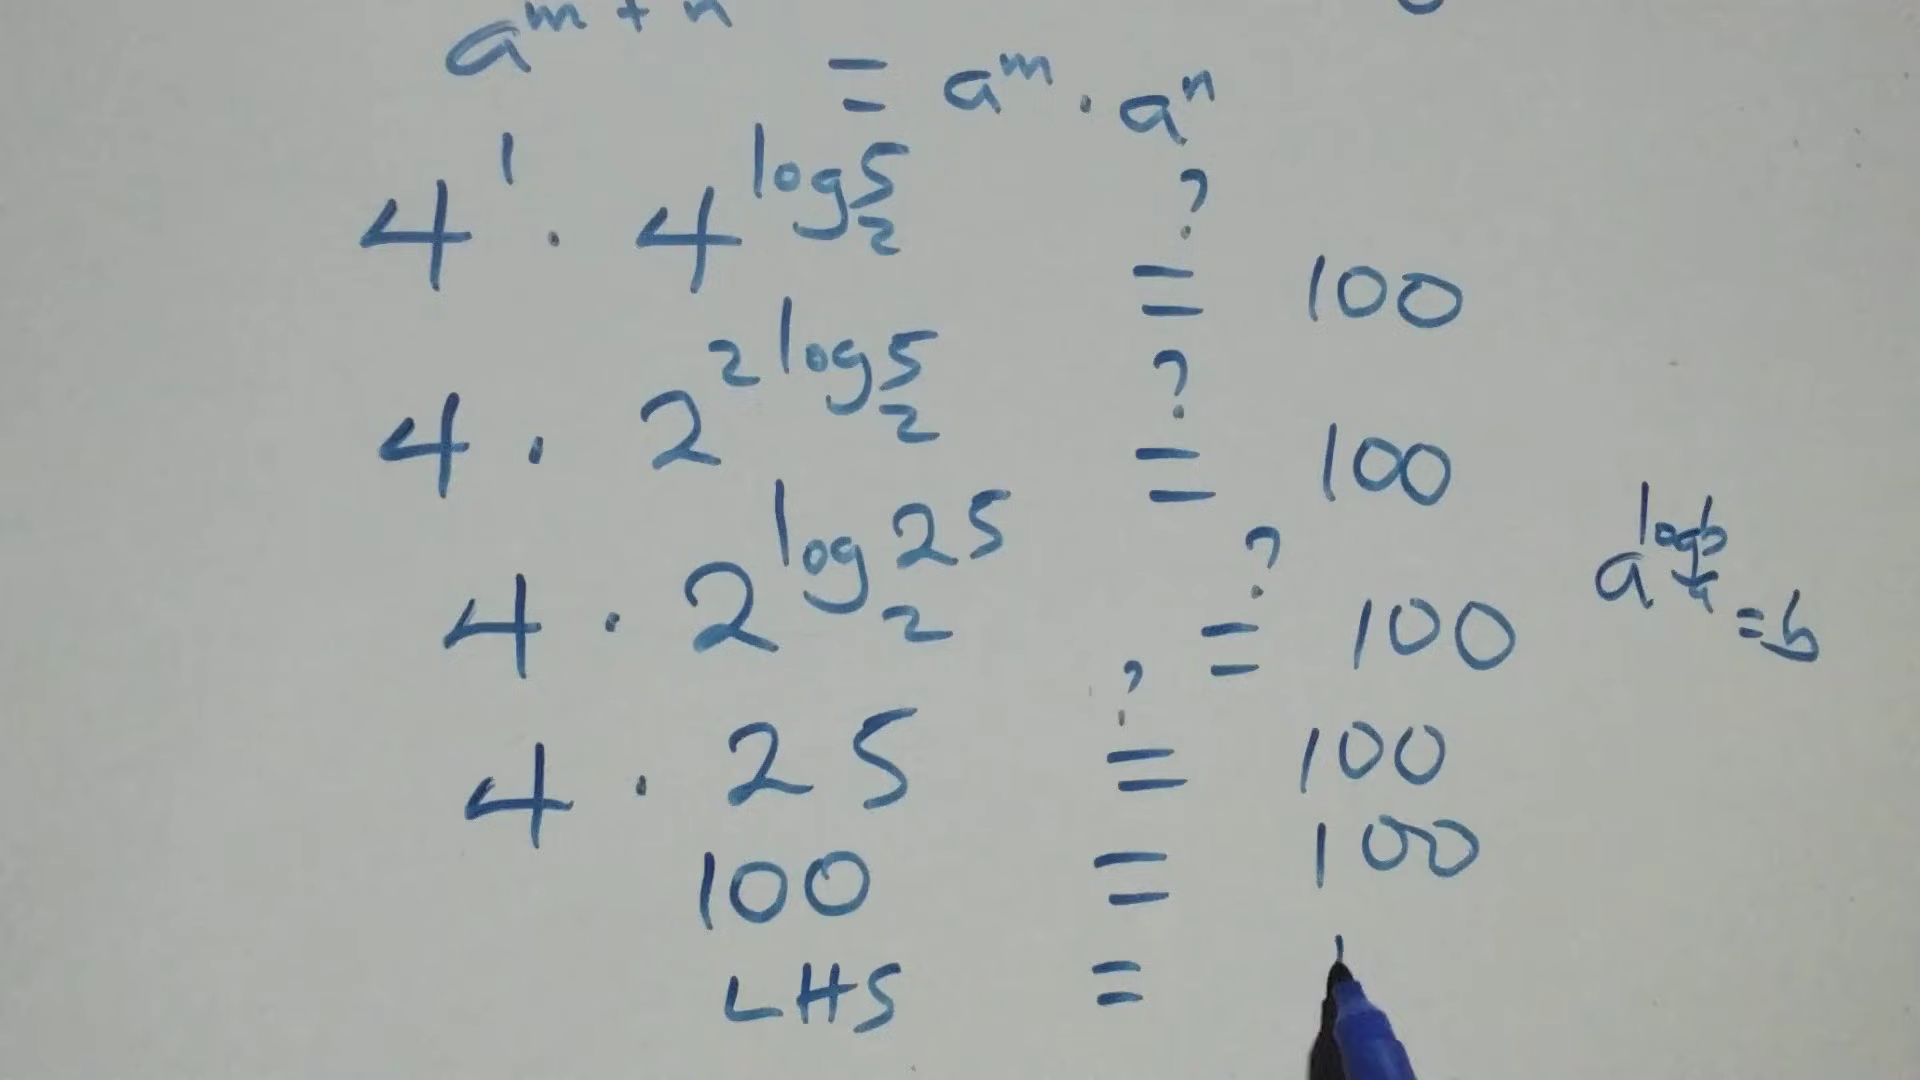 a^{m+n} = a^m · a^n
4^1 · 4^{log_2 5} ?= 100
4 · 2^{2 log_2 5} ?= 100
4 · 2^{log_2 25} ?= 100
a^{log_a b} = b
4 · 25 ?= 100
100 = 100
LHS =